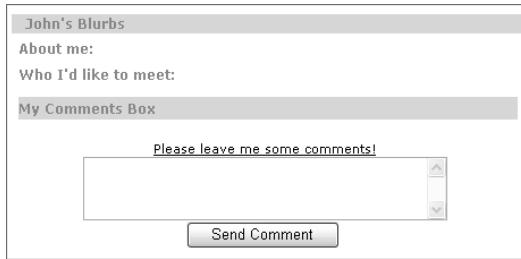 John's Blurbs
About me:
Who I'd like to meet:
My Comments Box
Please leave me some comments!
Send Comment